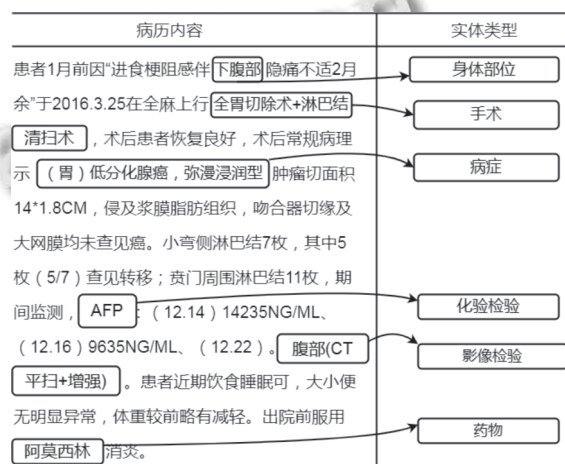 病历内容 实体类型
患者1月前因“进食梗阻感伴下腹部隐痛不适2月 身体部位
余”于2016.3.25在全麻上行全胃切除术+淋巴结 手术
清扫术，术后患者恢复良好，术后常规病理
示（胃）低分化腺癌，弥漫浸润型肿瘤切面积 病症
14*1.8CM，侵及浆膜脂肪组织，吻合器切缘及
大网膜均未查见癌。小弯侧淋巴结7枚，其中5
枚（5/7）查见转移；贲门周围淋巴结11枚，期
间监测，AFP：（12.14）14235NG/ML、 化验检验
（12.16）9635NG/ML、（12.22）。腹部(CT 影像检验
平扫+增强)。患者近期饮食睡眠可，大小便
无明显异常，体重较前略有减轻。出院前服用 药物
阿莫西林消炎。